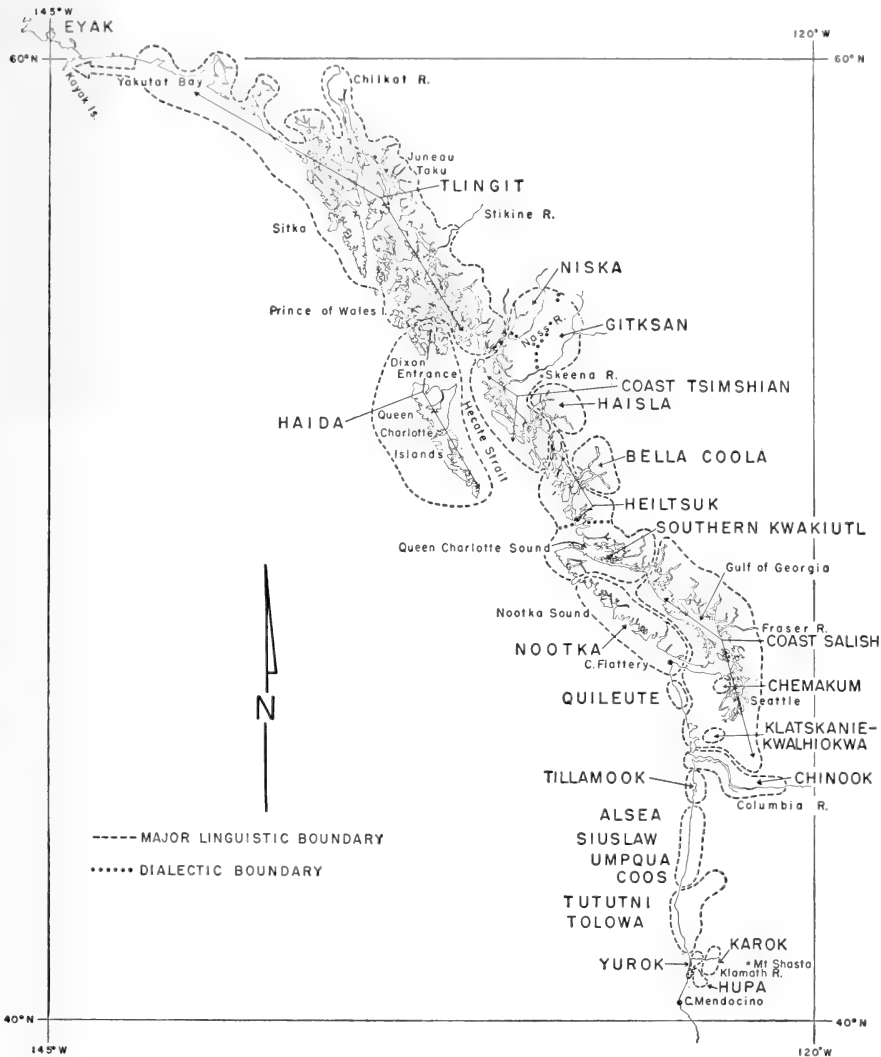 145°W
EYAK
120°W
60°N
60°N
Kayak Is.
Yakutat Bay
Chilkat R.
Juneau
Taku
TLINGIT
Sitka
Stikine R.
NISKA
Prince of Wales I.
Nass R.
GITKSAN
Dixon
Entrance
Skeena R.
COAST TSIMSHIAN
HAISLA
HAIDA
Queen
Charlotte
Islands
Hecate Strait
BELLA COOLA
HEILTSUK
SOUTHERN KWAKIUTL
Queen Charlotte Sound
Gulf of Georgia
Nootka Sound
Fraser R.
COAST SALISH
NOOTKA
C. Flattery
CHEMAKUM
QUILEUTE
Seattle
N
KLATSKANIE-
KWALHIOKWA
TILLAMOOK
CHINOOK
Columbia R.
ALSEA
MAJOR LINGUISTIC BOUNDARY
SIUSLAW
UMPQUA
DIALECTIC BOUNDARY
COOS
TUTUTNI
TOLOWA
KAROK
YUROK
Mt Shasta
Klamath R.
HUPA
C. Mendocino
40°N
40°N
145°W
120°W